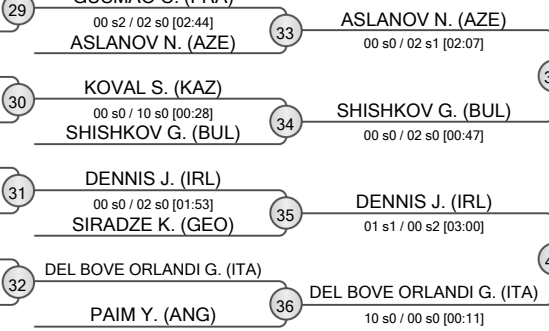 29
00 s2 / 02 s0 [02:44]
ASLANOV N. (AZE)
33
ASLANOV N. (AZE)
00 s0 / 02 s1 [02:07]
30
KOVAL S. (KAZ)
00 s0 / 10 s0 [00:28]
SHISHKOV G. (BUL)
34
SHISHKOV G. (BUL)
00 s0 / 02 s0 [00:47]
31
DENNIS J. (IRL)
00 s0 / 02 s0 [01:53]
SIRADZE K. (GEO)
35
DENNIS J. (IRL)
01 s1 / 00 s2 [03:00]
32
DEL BOVE ORLANDI G. (ITA)
PAIM Y. (ANG)
36
DEL BOVE ORLANDI G. (ITA)
10 s0 / 00 s0 [00:11]